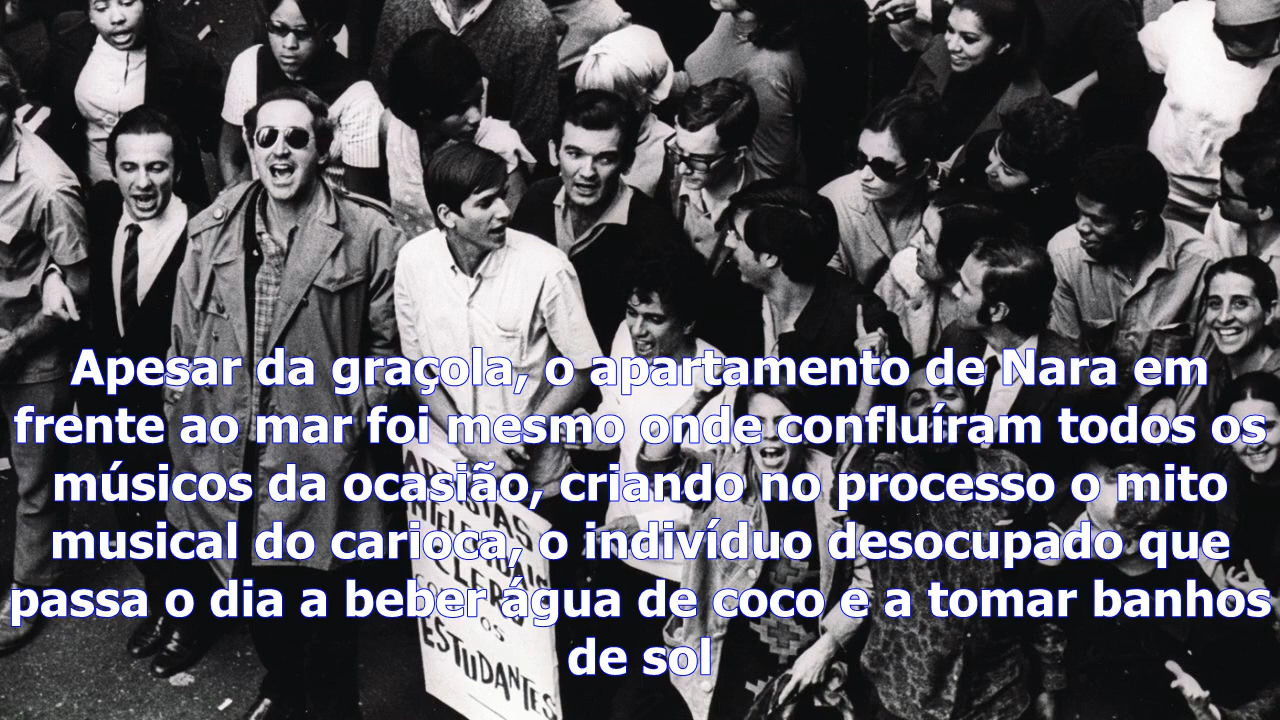 Apesar da graçola, o apartamento de Nara em
frente ao mar foi mesmo onde confluíram todos os
músicos da ocasião, criando no processo o mito
musical do carioca, o indivíduo desocupado que
passa o dia a beber água de coco e a tomar banhos
de sol
OS
ESTUDANTES